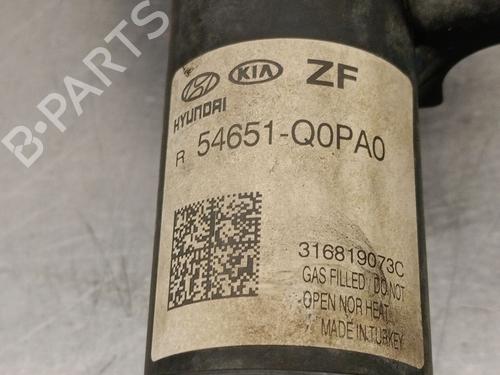 HYUNDAI KIA ZF
R 54651-Q0PA0
316819073C
GAS FILLED DO NOT
OPEN NOR HEAT
MADE IN TURKEY
B-PARTS